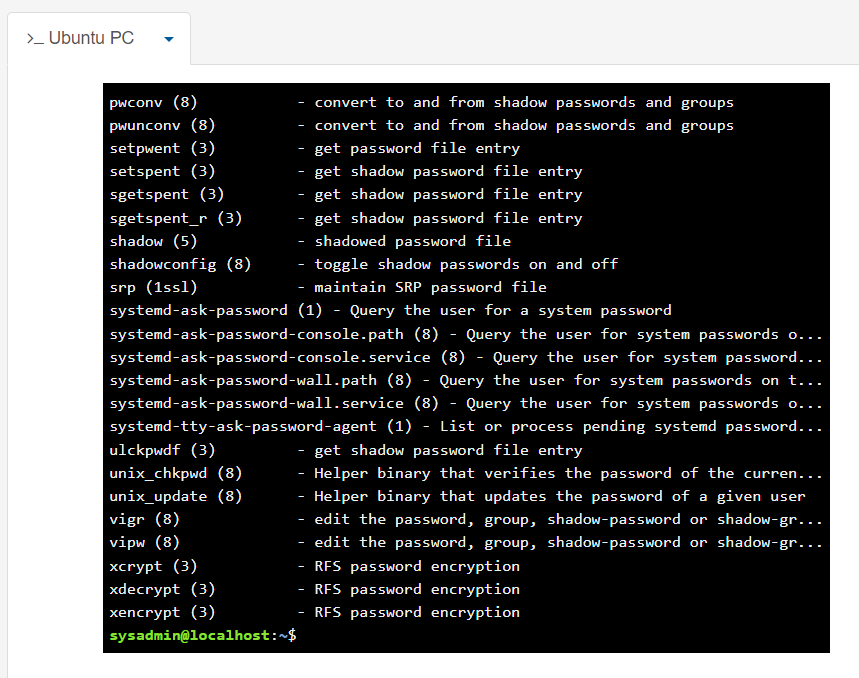 >_ Ubuntu PC
pwconv (8)           - convert to and from shadow passwords and groups
pwunconv (8)         - convert to and from shadow passwords and groups
setpwent (3)         - get password file entry
setspent (3)         - get shadow password file entry
sgetspent (3)        - get shadow password file entry
sgetspent_r (3)      - get shadow password file entry
shadow (5)           - shadowed password file
shadowconfig (8)     - toggle shadow passwords on and off
srp (1ssl)           - maintain SRP password file
systemd-ask-password (1) - Query the user for a system password
systemd-ask-password-console.path (8) - Query the user for system passwords o...
systemd-ask-password-console.service (8) - Query the user for system password...
systemd-ask-password-wall.path (8) - Query the user for system passwords on t...
systemd-ask-password-wall.service (8) - Query the user for system passwords o...
systemd-tty-ask-password-agent (1) - List or process pending systemd password...
ulckpwdf (3)         - get shadow password file entry
unix_chkpwd (8)      - Helper binary that verifies the password of the curren...
unix_update (8)      - Helper binary that updates the password of a given user
vigr (8)             - edit the password, group, shadow-password or shadow-gr...
vipw (8)             - edit the password, group, shadow-password or shadow-gr...
xcrypt (3)           - RFS password encryption
xdecrypt (3)         - RFS password encryption
xencrypt (3)         - RFS password encryption
sysadmin@localhost:~$